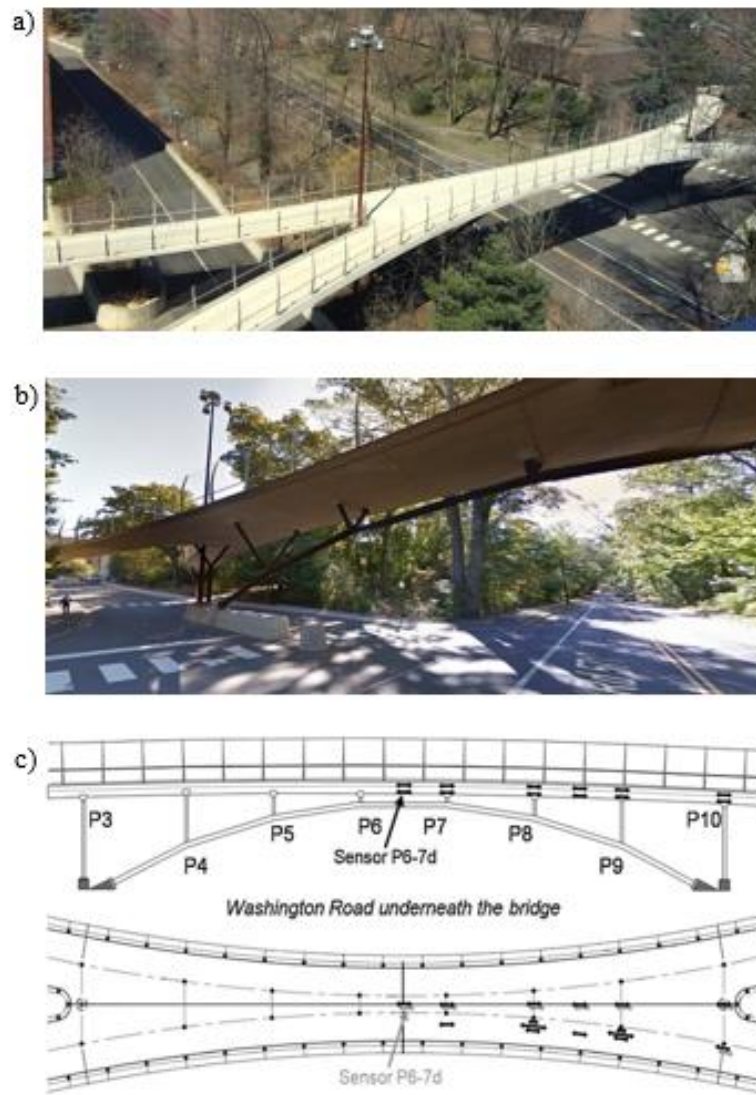 a)
b)
c)
P3
P4
P5
P6
P7
P8
P9
P10
Sensor P6-7d
Washington Road underneath the bridge
Sensor P6-7d